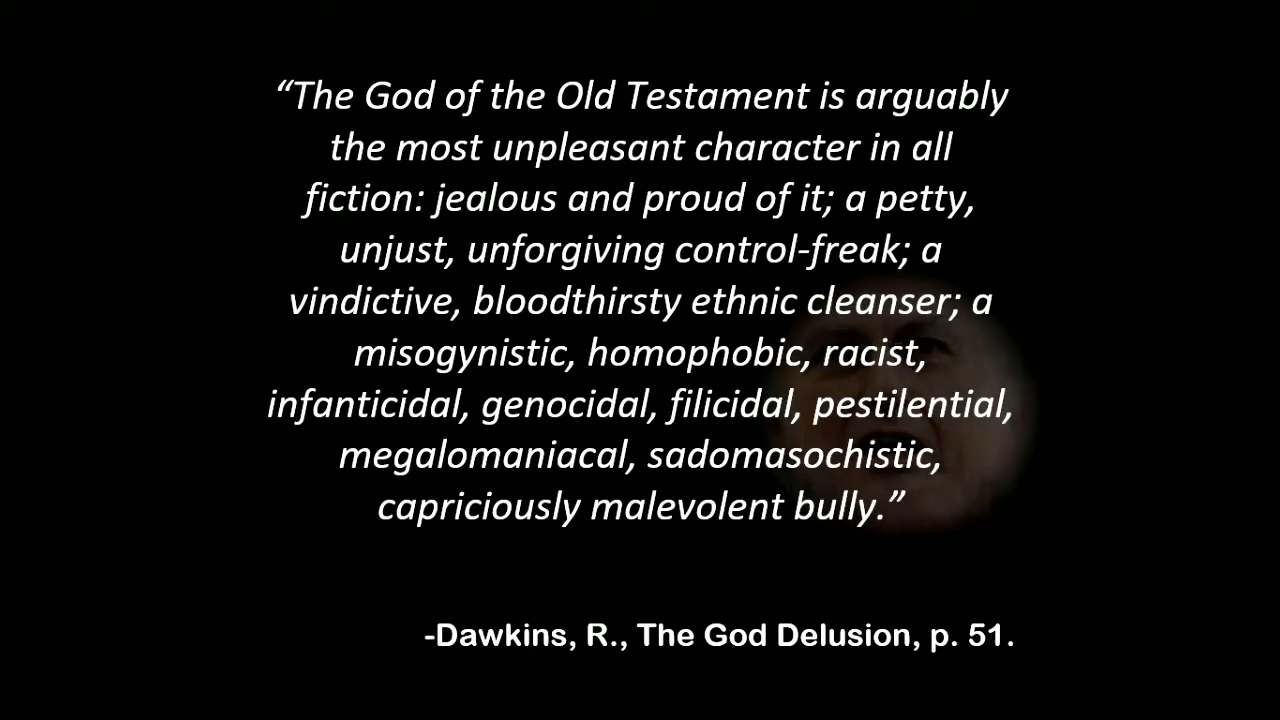 “The God of the Old Testament is arguably
the most unpleasant character in all
fiction: jealous and proud of it; a petty,
unjust, unforgiving control-freak; a
vindictive, bloodthirsty ethnic cleanser; a
misogynistic, homophobic, racist,
infanticidal, genocidal, filicidal, pestilential,
megalomaniacal, sadomasochistic,
capriciously malevolent bully.”
-Dawkins, R., The God Delusion, p. 51.